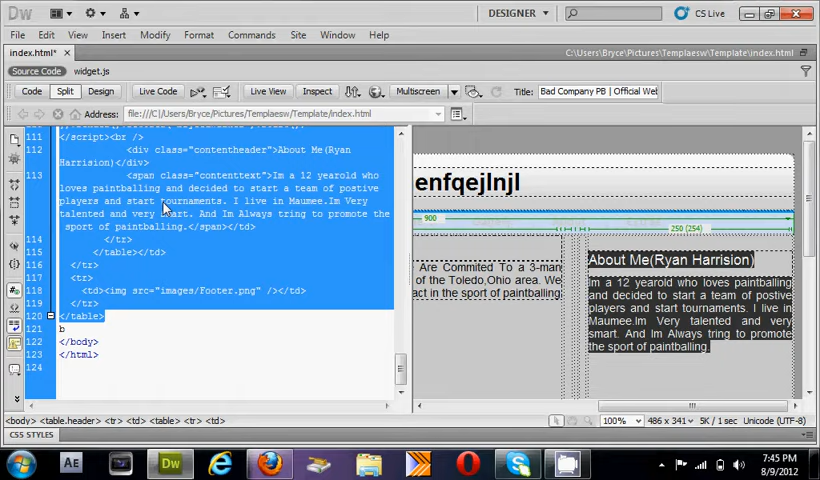 Dw
DESIGNER
CS Live
File Edit View Insert Modify Format Commands Site Window Help
index.html* × C:\Users\Bryce\Pictures\Templaesw\Template\index.html
Source Code widget.js
Code Split Design Live Code Live View Inspect Multiscreen Title: Bad Company PB | Official Wel
Address: file:///C|/Users/Bryce/Pictures/Templaesw/Template/index.html
111 </script><br />
112 <div class="contentheader">About Me(Ryan
Harrision)</div>
113 <span class="contenttext">Im a 12 yearold who
loves paintballing and decided to start a team of postive
players and start tournaments. I live in Maumee.Im Very
talented and very smart. And Im Always tring to promote the
sport of paintballing.</span></td>
114 </tr>
115 </table></td>
116 </tr>
117 <tr>
118 <td><img src="images/Footer.png" /></td>
119 </tr>
120 </table>
121 b
122 </body>
123 </html>
124
enfqejlnjl
900
250 (254)
Are Commited To a 3-man
of the Toledo,Ohio area. We
act in the sport of paintballing
About Me(Ryan Harrision)
Im a 12 yearold who loves paintballing
and decided to start a team of postive
players and start tournaments. I live in
Maumee.Im Very talented and very
smart. And Im Always tring to promote
the sport of paintballing.
<body> <table.header> <tr> <td> <table> <tr> <td> 100% 486 x 341 5K / 1 sec Unicode (UTF-8)
CSS STYLES
AE Dw
7:45 PM
8/9/2012